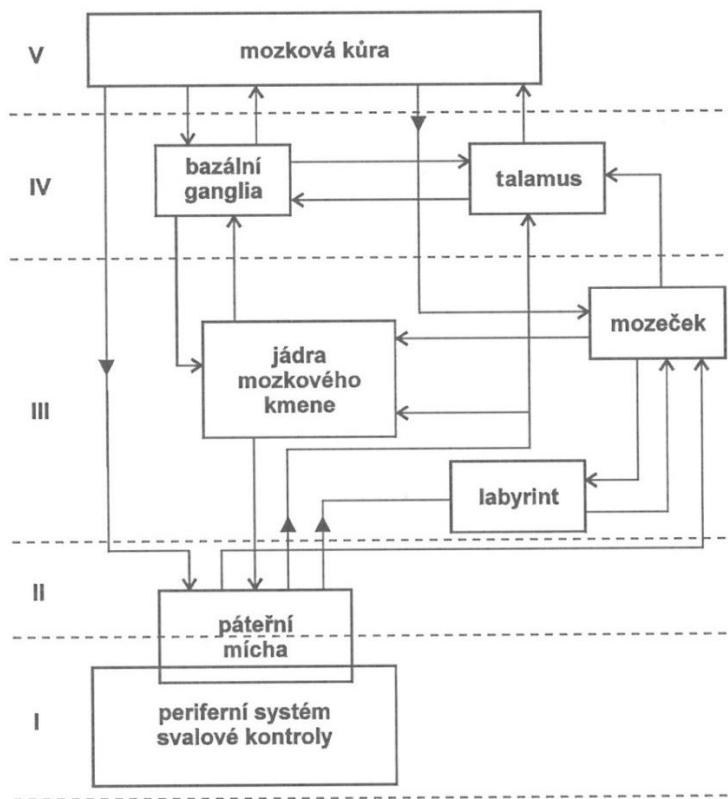 V
mozková kůra
IV
bazální
ganglia
talamus
III
mozeček
jádra
mozkového
kmene
labyrint
II
páteřní
mícha
I
periferní systém
svalové kontroly